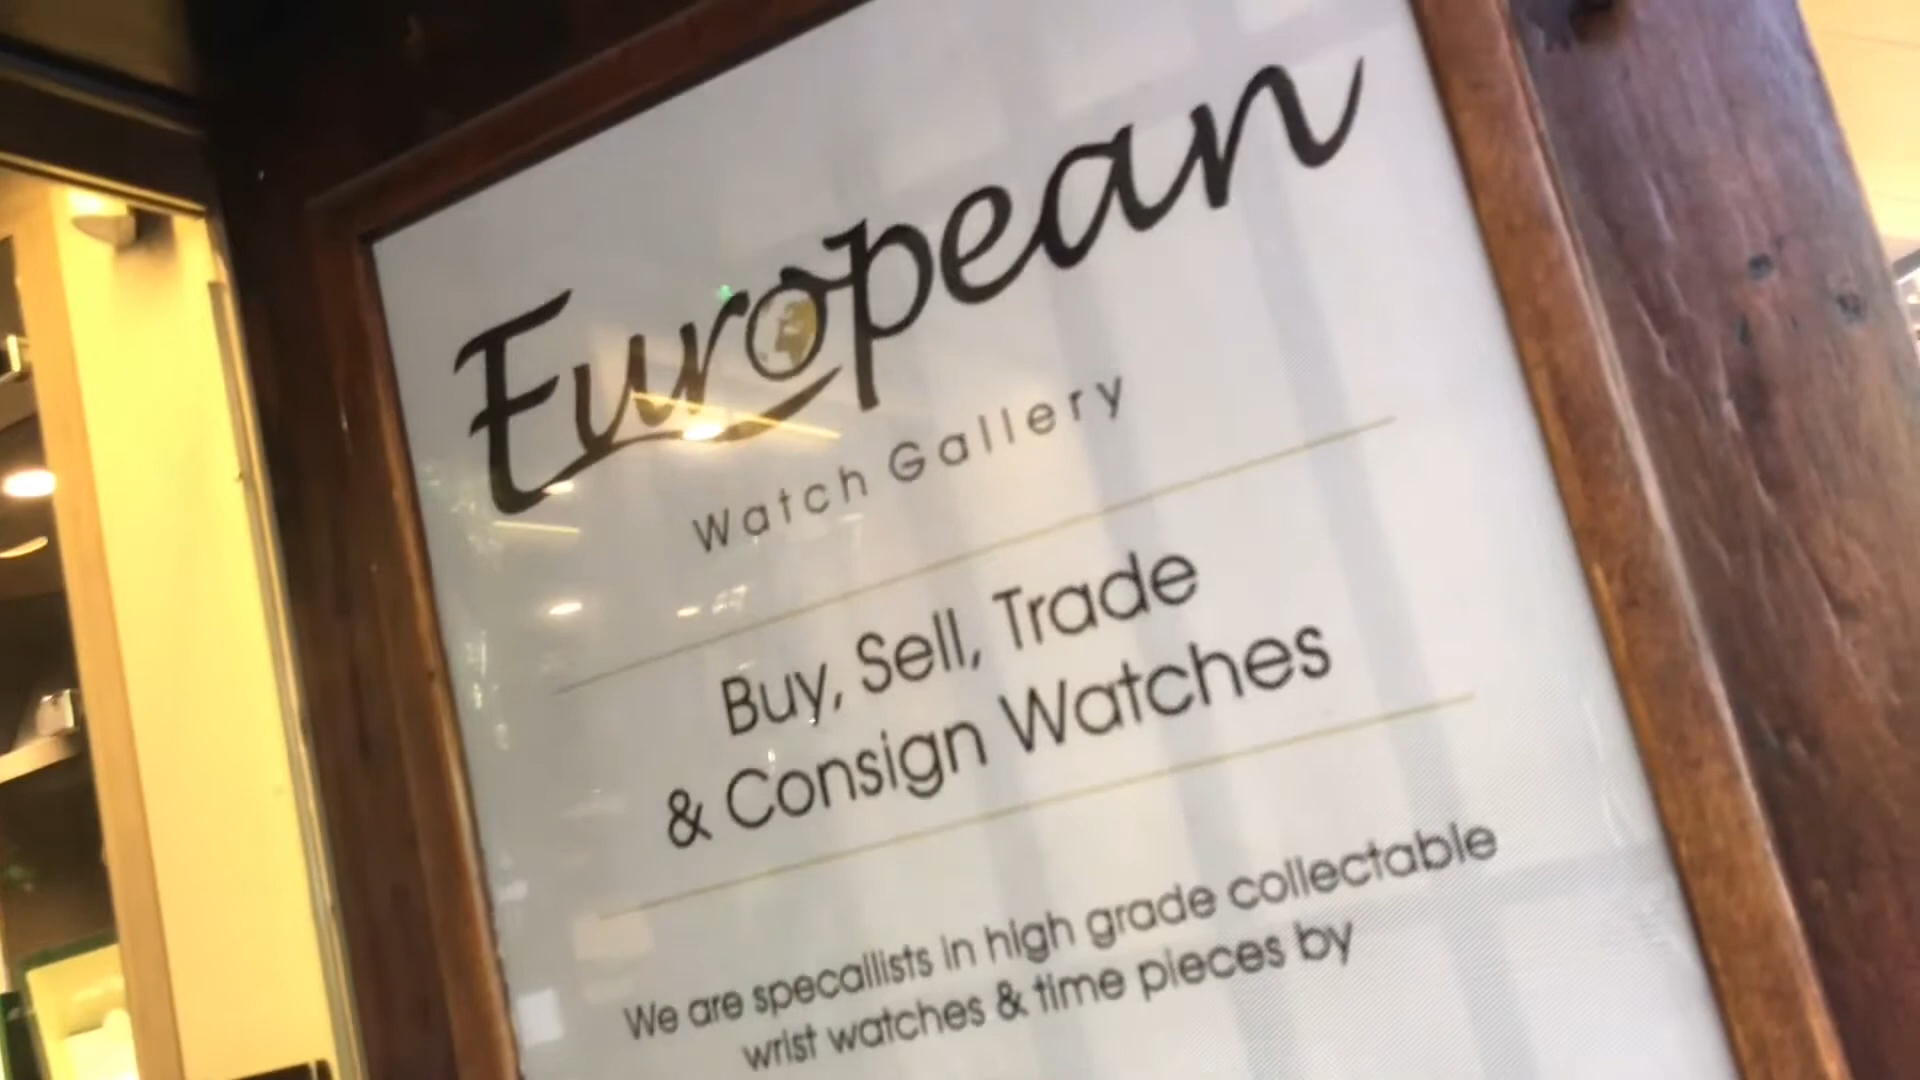 European
Watch Gallery
Buy, Sell, Trade
& Consign Watches
We are specallists in high grade collectable
wrist watches & time pieces by